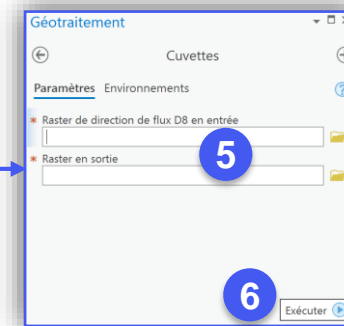 Géotraitement
Cuvettes
Paramètres Environnements
* Raster de direction de flux D8 en entrée
5
* Raster en sortie
6
Exécuter